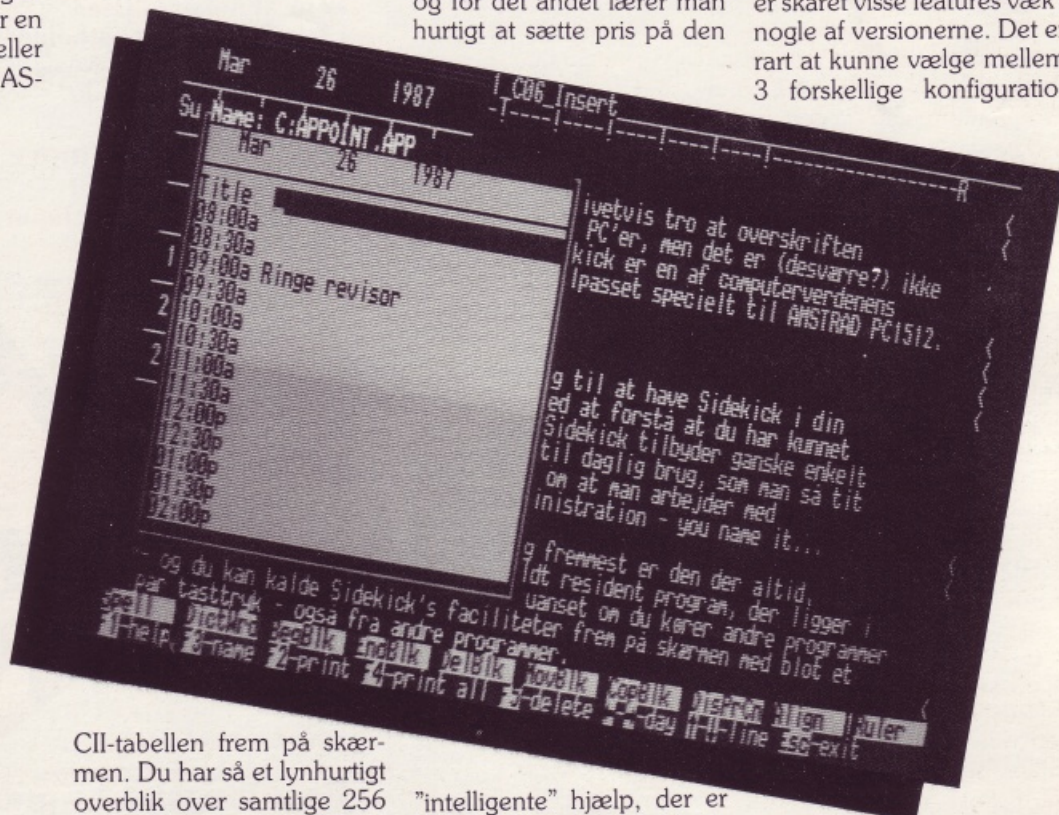 r en
eller
AS-
og for det andet lærer man
hurtigt at sætte pris på den
er skåret visse features væk i
nogle af versionerne. Det er
rart at kunne vælge mellem
3 forskellige konfiguratio
Mar 26 1987
Su
Name: C:APPOINT.APP
Mar 26 1987
Title
08:00a
08:30a
09:00a Ringe revisor
09:30a
10:00a
10:30a
11:00a
11:30a
12:00p
12:30p
01:00p
01:30p
02:00p
1
2
2
C06 Insert
-T----!----!----!----!----!--------------------R
ivetvis tro at overskriften
PC'er, men det er (desværre?) ikke
kick er en af computerverdenens
lpasset specielt til AMSTRAD PC1512.
g til at have Sidekick i din
ed at forstå at du har kunnet
Sidekick tilbyder ganske enkelt
til daglig brug, som man så tit
om at man arbejder med
inistration - you name it...
g fremmest er den der altid.
ldt resident program, der ligger i
uanset om du kører andre programmer
- og du kan kalde Sidekick's faciliteter frem på skærmen med blot et
par tasttryk - også fra andre programmer.
Spell DictWrd BegBlk EndBlk DelBlk MovBlk CopBlk DisPrCr Align Ruler
F1-help F3-name F2-print F4-print all -delete -day -line Esc-exit
CII-tabellen frem på skær-
men. Du har så et lynhurtigt
overblik over samtlige 256
"intelligente" hjælp, der er